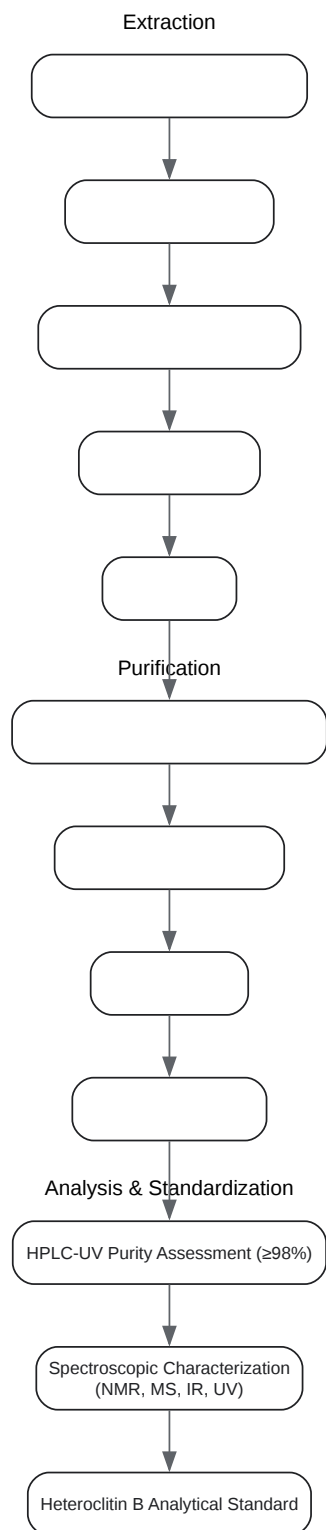 Extraction
Purification
Analysis & Standardization
HPLC-UV Purity Assessment (≥98%)
Spectroscopic Characterization
(NMR, MS, IR, UV)
Heteroclitin B Analytical Standard